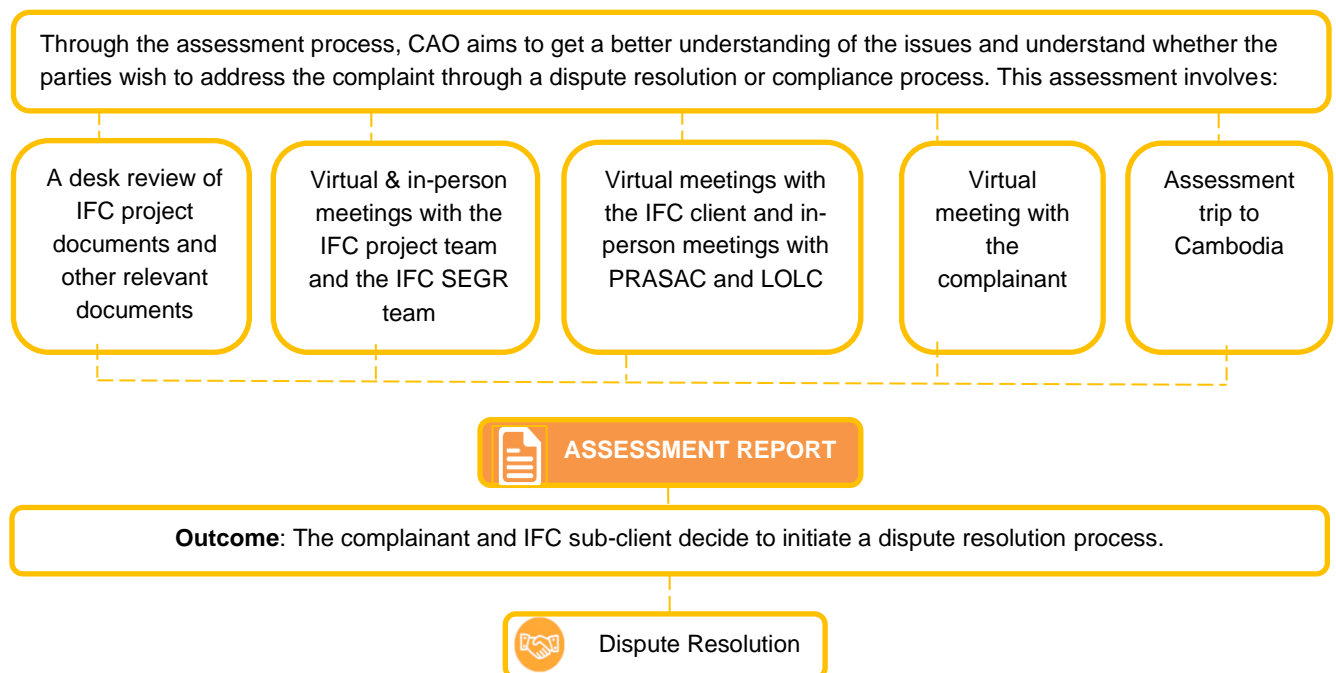 Through the assessment process, CAO aims to get a better understanding of the issues and understand whether the
parties wish to address the complaint through a dispute resolution or compliance process. This assessment involves:
A desk review of
IFC project
documents and
other relevant
documents
Virtual & in-person
meetings with the
IFC project team
and the IFC SEGR
team
Virtual meetings with
the IFC client and in-
person meetings with
PRASAC and LOLC
Virtual
meeting with
the
complainant
Assessment
trip to
Cambodia
ASSESSMENT REPORT
Outcome: The complainant and IFC sub-client decide to initiate a dispute resolution process.
Dispute Resolution